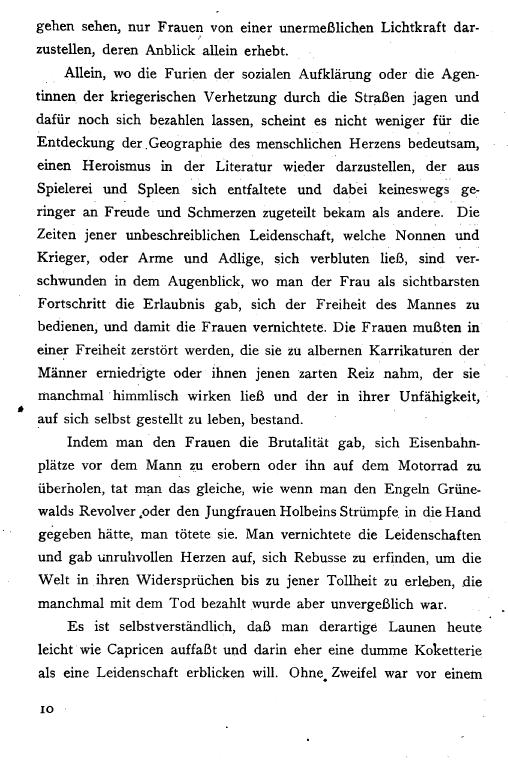 gehen sehen, nur Frauen von einer unermeßlichen Lichtkraft dar-
zustellen, deren Anblick allein erhebt.
Allein, wo die Furien der sozialen Aufklärung oder die Agen-
tinnen der kriegerischen Verhetzung durch die Straßen jagen und
dafür noch sich bezahlen lassen, scheint es nicht weniger für die
Entdeckung der Geographie des menschlichen Herzens bedeutsam,
einen Heroismus in der Literatur wieder darzustellen, der aus
Spielerei und Spleen sich entfaltete und dabei keineswegs ge-
ringer an Freude und Schmerzen zugeteilt bekam als andere. Die
Zeiten jener unbeschreiblichen Leidenschaft, welche Nonnen und
Krieger, oder Arme und Adlige, sich verbluten ließ, sind ver-
schwunden in dem Augenblick, wo man der Frau als sichtbarsten
Fortschritt die Erlaubnis gab, sich der Freiheit des Mannes zu
bedienen, und damit die Frauen vernichtete. Die Frauen mußten in
einer Freiheit zerstört werden, die sie zu albernen Karrikaturen der
Männer erniedrigte oder ihnen jenen zarten Reiz nahm, der sie
manchmal himmlisch wirken ließ und der in ihrer Unfähigkeit,
auf sich selbst gestellt zu leben, bestand.
Indem man den Frauen die Brutalität gab, sich Eisenbahn-
plätze vor dem Mann zu erobern oder ihn auf dem Motorrad zu
überholen, tat man das gleiche, wie wenn man den Engeln Grüne-
walds Revolver oder den Jungfrauen Holbeins Strümpfe in die Hand
gegeben hätte, man tötete sie. Man vernichtete die Leidenschaften
und gab unruhvollen Herzen auf, sich Rebusse zu erfinden, um die
Welt in ihren Widersprüchen bis zu jener Tollheit zu erleben, die
manchmal mit dem Tod bezahlt wurde aber unvergeßlich war.
Es ist selbstverständlich, daß man derartige Launen heute
leicht wie Capricen auffaßt und darin eher eine dumme Koketterie
als eine Leidenschaft erblicken will. Ohne Zweifel war vor einem
10